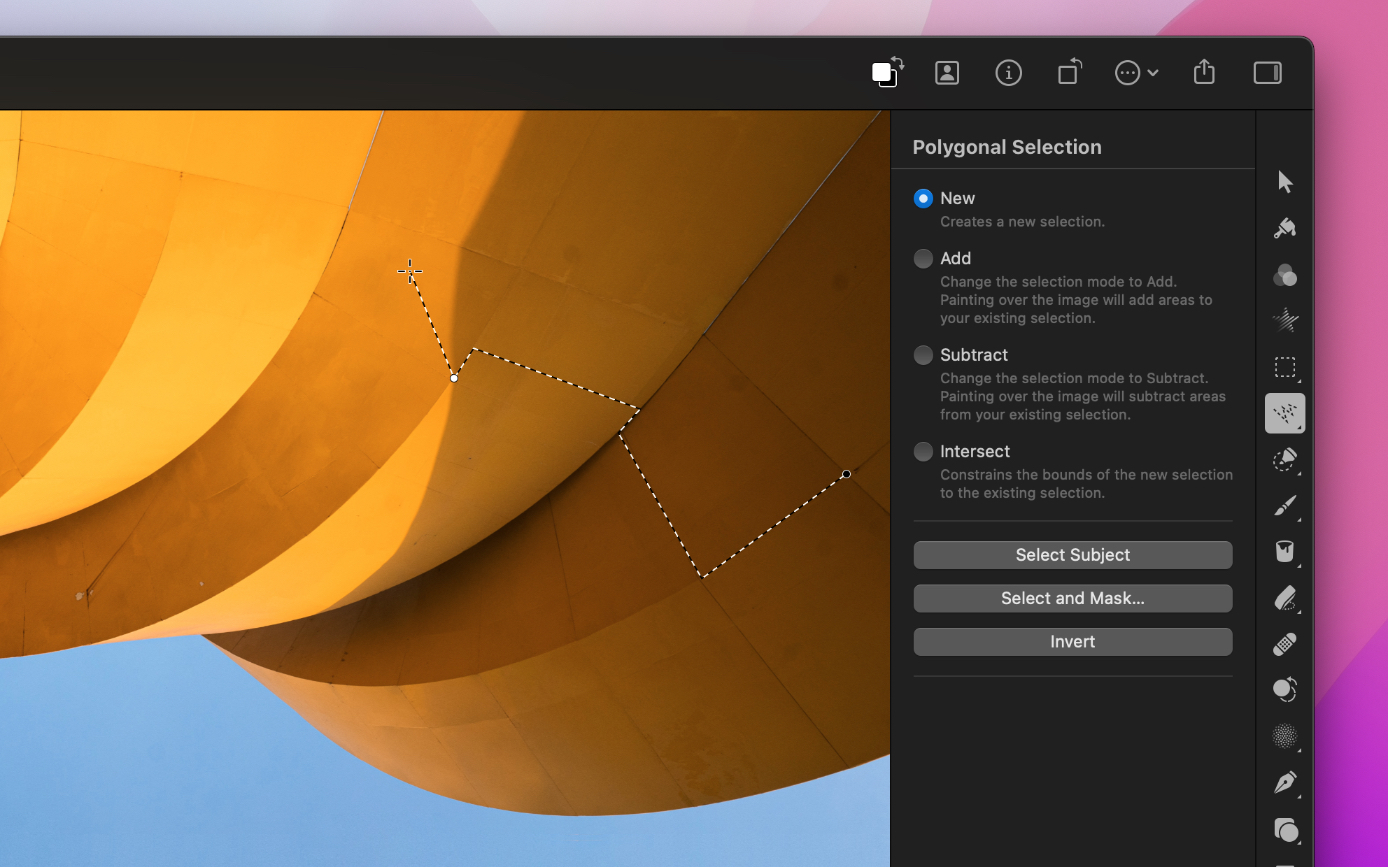 Polygonal Selection
New
Creates a new selection.
Add
Change the selection mode to Add.
Painting over the image will add areas to
your existing selection.
Subtract
Change the selection mode to Subtract.
Painting over the image will subtract areas
from your existing selection.
Intersect
Constrains the bounds of the new selection
to the existing selection.
Select Subject
Select and Mask...
Invert